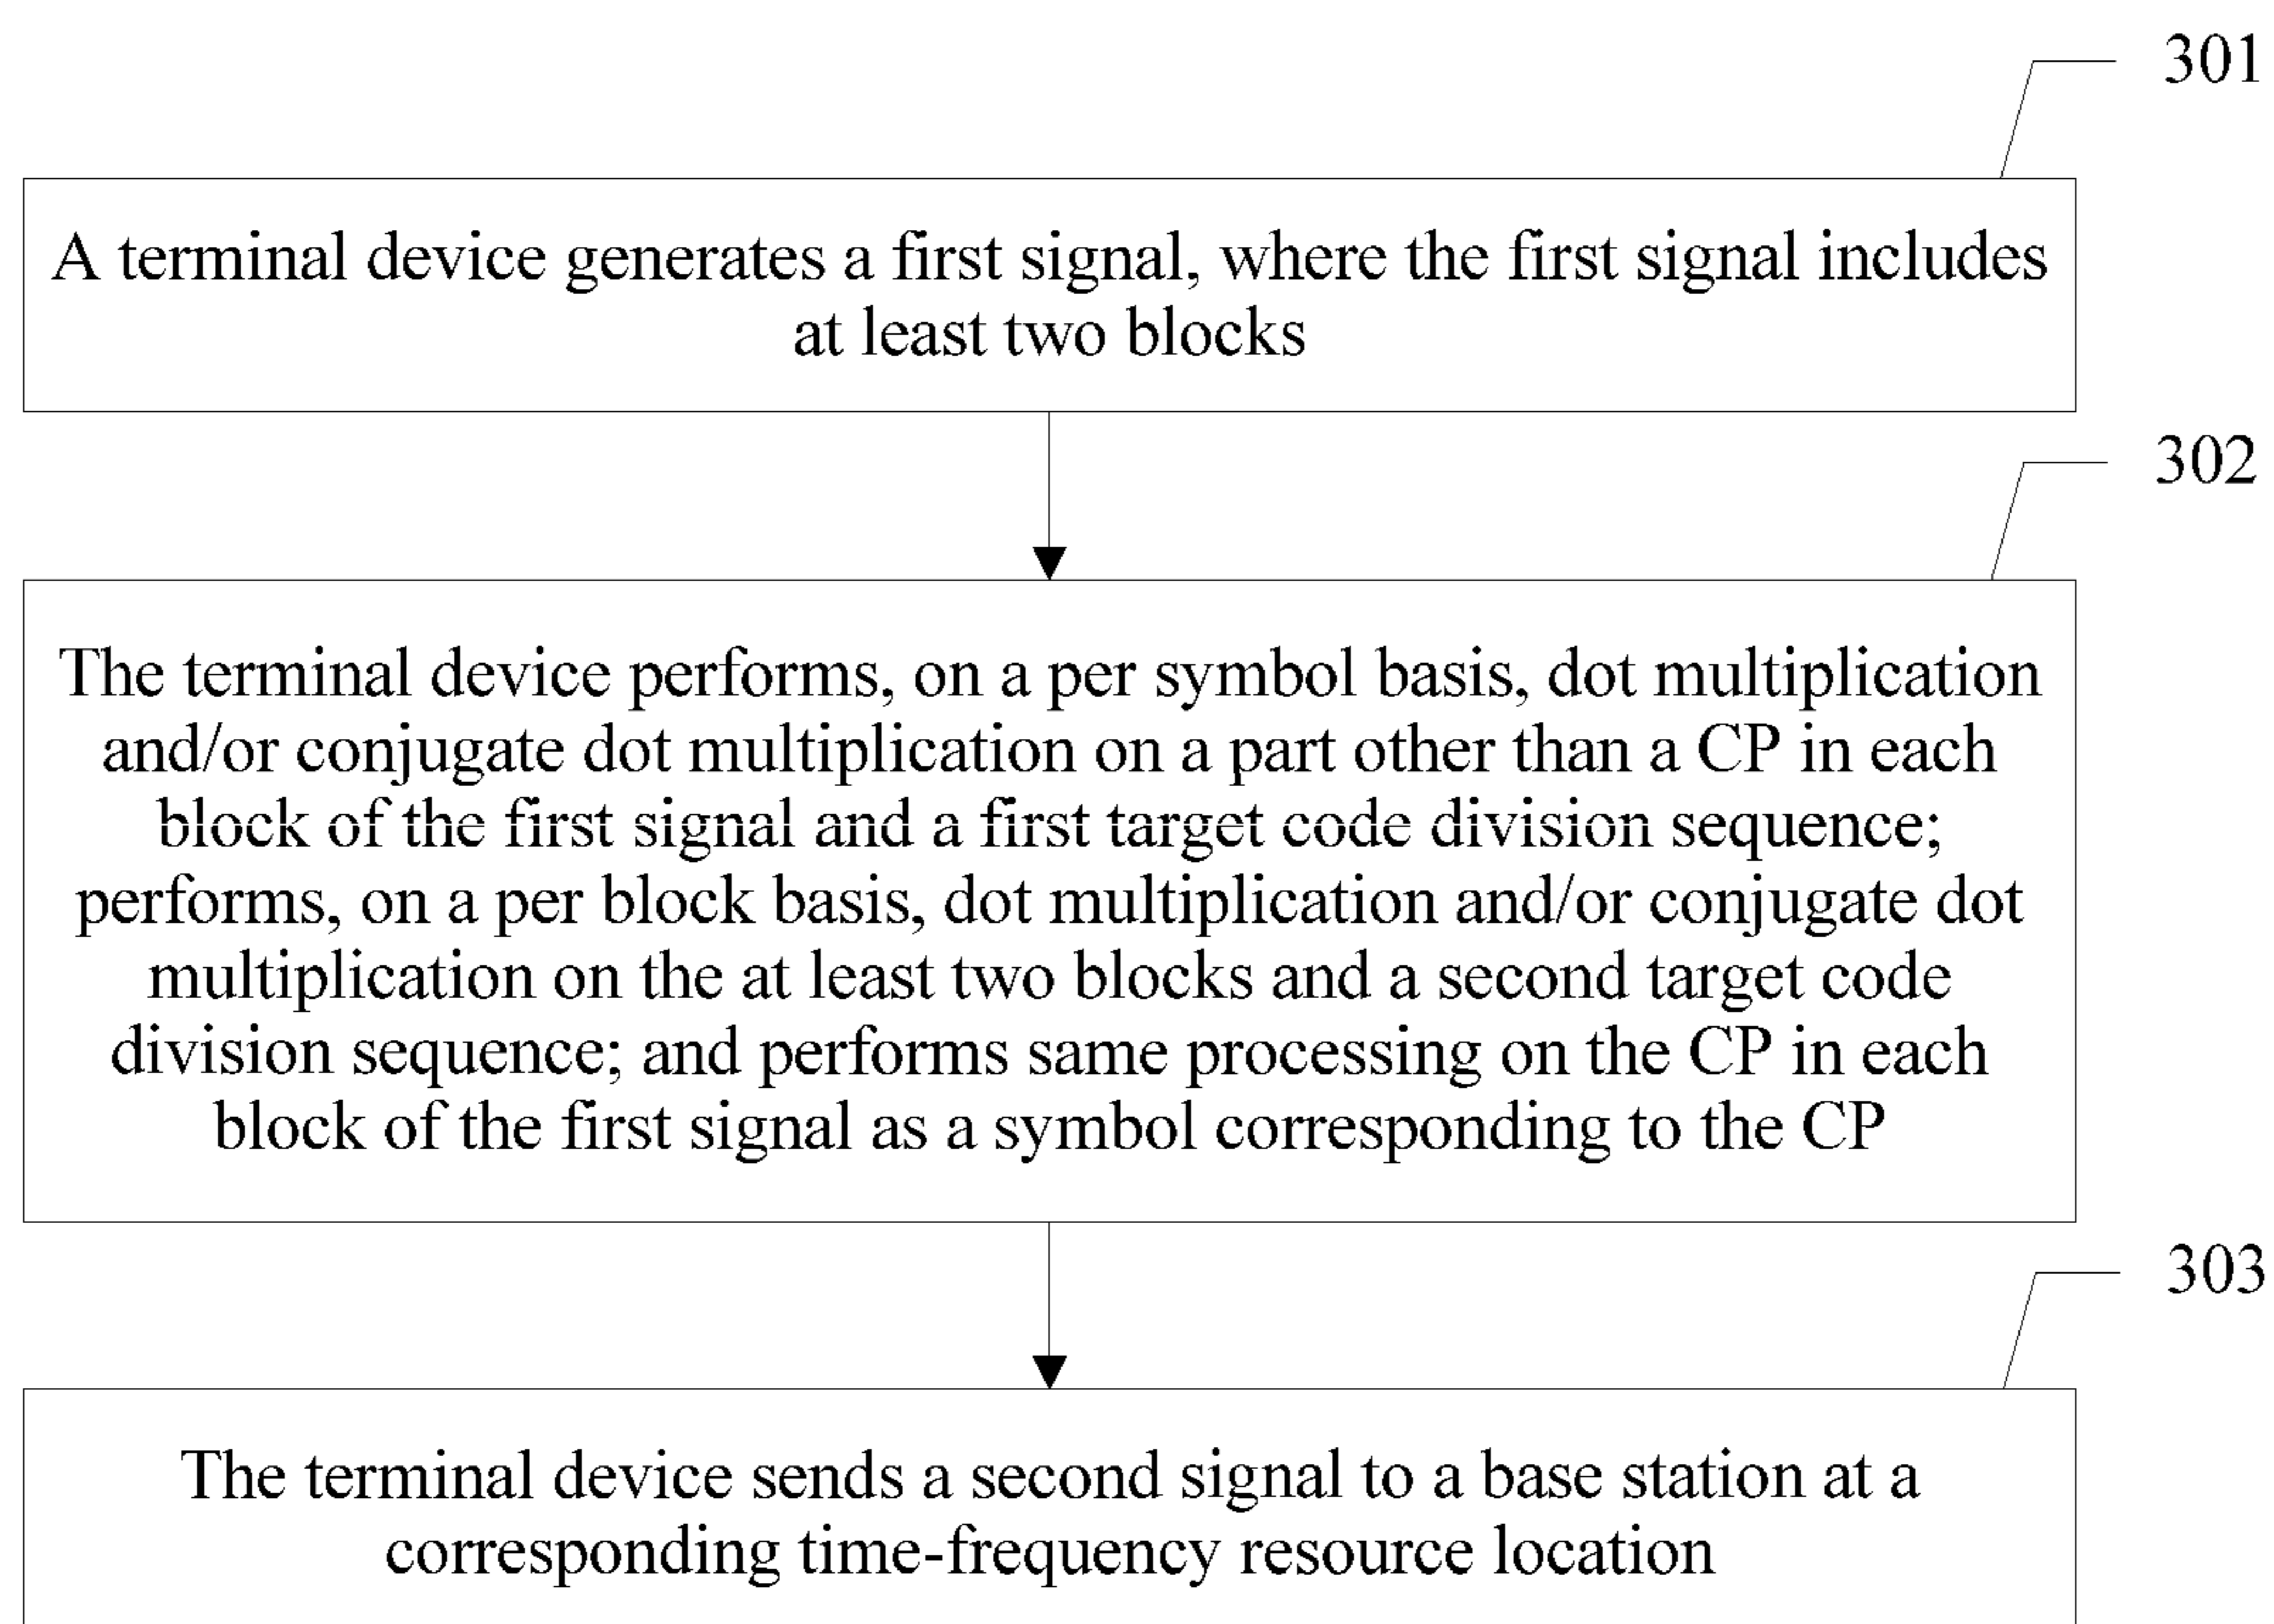 301
A terminal device generates a first signal, where the first signal includes
at least two blocks
302
The terminal device performs, on a per symbol basis, dot multiplication
and/or conjugate dot multiplication on a part other than a CP in each
block of the first signal and a first target code division sequence;
performs, on a per block basis, dot multiplication and/or conjugate dot
multiplication on the at least two blocks and a second target code
division sequence; and performs same processing on the CP in each
block of the first signal as a symbol corresponding to the CP
303
The terminal device sends a second signal to a base station at a
corresponding time-frequency resource location